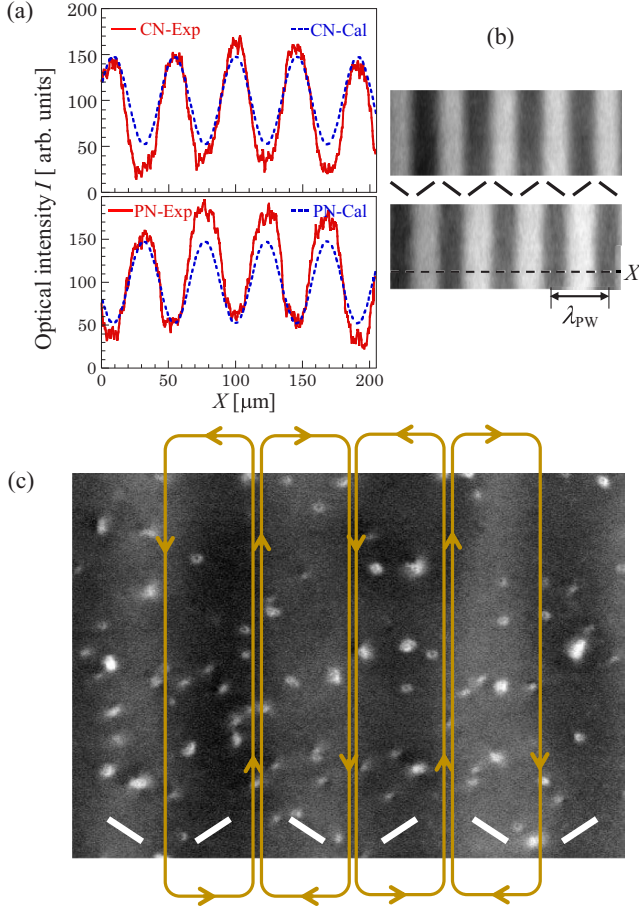 (a)
200
CN-Exp
CN-Cal
150
100
50
0
PN-Exp
PN-Cal
150
100
50
0
0
50
100
150
200
X [μm]
Optical intensity I [ arb. units]
(b)
X
λPW
(c)